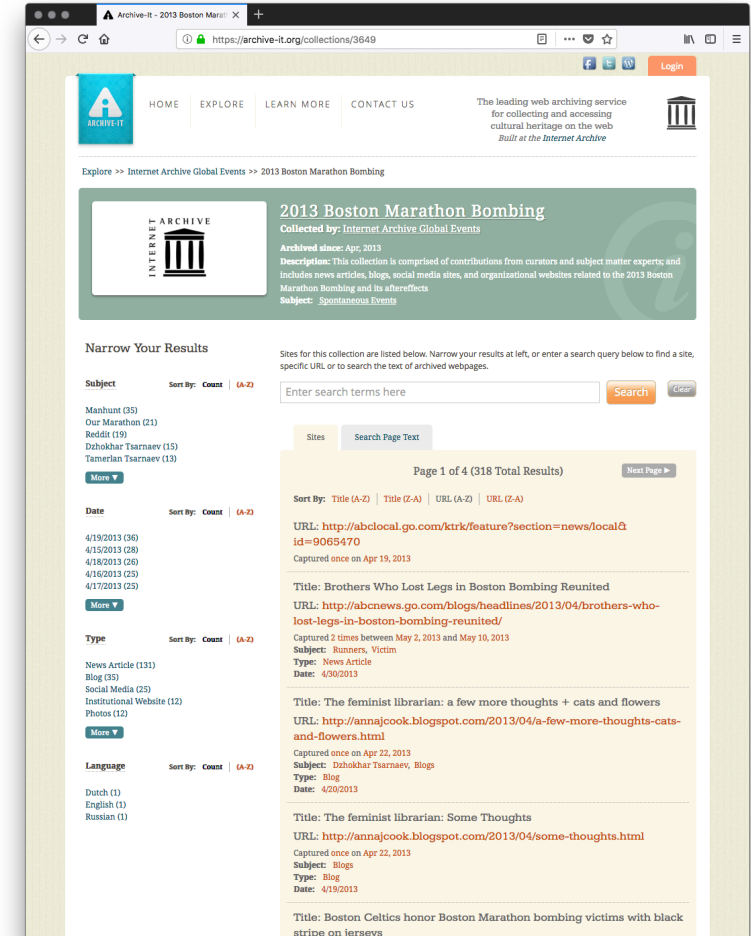 Archive-It - 2013 Boston Marat
https://archive-it.org/collections/3649
Login
ARCHIVE-IT
HOME EXPLORE LEARN MORE CONTACT US
The leading web archiving service
for collecting and accessing
cultural heritage on the web
Built at the Internet Archive
Explore >> Internet Archive Global Events >> 2013 Boston Marathon Bombing
INTERNET ARCHIVE
2013 Boston Marathon Bombing
Collected by: Internet Archive Global Events
Archived since: Apr, 2013
Description: This collection is comprised of contributions from curators and subject matter experts; and
includes news articles, blogs, social media sites, and organizational websites related to the 2013 Boston
Marathon Bombing and its aftereffects
Subject: Spontaneous Events
Narrow Your Results
Subject Sort By: Count | (A-Z)
Manhunt (35)
Our Marathon (21)
Reddit (19)
Dzhokhar Tsarnaev (15)
Tamerlan Tsarnaev (13)
More ▼
Date Sort By: Count | (A-Z)
4/19/2013 (36)
4/15/2013 (28)
4/18/2013 (26)
4/16/2013 (25)
4/17/2013 (25)
More ▼
Type Sort By: Count | (A-Z)
News Article (131)
Blog (35)
Social Media (25)
Institutional Website (12)
Photos (12)
More ▼
Language Sort By: Count | (A-Z)
Dutch (1)
English (1)
Russian (1)
Sites for this collection are listed below. Narrow your results at left, or enter a search query below to find a site,
specific URL or to search the text of archived webpages.
Enter search terms here
Search
Clear
Sites
Search Page Text
Page 1 of 4 (318 Total Results)
Next Page ►
Sort By: Title (A-Z) | Title (Z-A) | URL (A-Z) | URL (Z-A)
URL: http://abclocal.go.com/ktrk/feature?section=news/local&
id=9065470
Captured once on Apr 19, 2013
Title: Brothers Who Lost Legs in Boston Bombing Reunited
URL: http://abcnews.go.com/blogs/headlines/2013/04/brothers-who-
lost-legs-in-boston-bombing-reunited/
Captured 2 times between May 2, 2013 and May 10, 2013
Subject: Runners, Victim
Type: News Article
Date: 4/30/2013
Title: The feminist librarian: a few more thoughts + cats and flowers
URL: http://annajcook.blogspot.com/2013/04/a-few-more-thoughts-cats-
and-flowers.html
Captured once on Apr 22, 2013
Subject: Dzhokhar Tsarnaev, Blogs
Type: Blog
Date: 4/20/2013
Title: The feminist librarian: Some Thoughts
URL: http://annajcook.blogspot.com/2013/04/some-thoughts.html
Captured once on Apr 22, 2013
Subject: Blogs
Type: Blog
Date: 4/19/2013
Title: Boston Celtics honor Boston Marathon bombing victims with black
stripe on jerseys